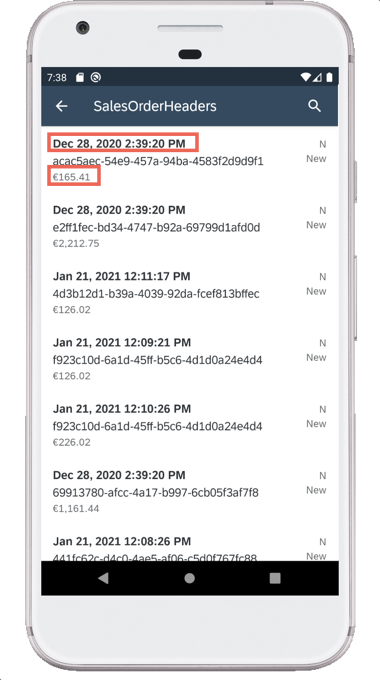 7:38
SalesOrderHeaders
Dec 28, 2020 2:39:20 PM
N
acac5aec-54e9-457a-94ba-4583f2d9d9f1
New
€165.41
Dec 28, 2020 2:39:20 PM
N
e2ff1fec-bd34-4747-b92a-69799d1afd0d
New
€2,212.75
Jan 21, 2021 12:11:17 PM
N
4d3b12d1-b39a-4039-92da-fcef813bffec
New
€126.02
Jan 21, 2021 12:09:21 PM
N
f923c10d-6a1d-45ff-b5c6-4d1d0a24e4d4
New
€126.02
Jan 21, 2021 12:10:26 PM
N
f923c10d-6a1d-45ff-b5c6-4d1d0a24e4d4
New
€226.02
Dec 28, 2020 2:39:20 PM
N
69913780-afcc-4a17-b997-6cb05f3af7f8
New
€1,161.44
Jan 21, 2021 12:08:26 PM
N
441fc62c-d4c0-4ae5-af06-c5d0f767fc88
New